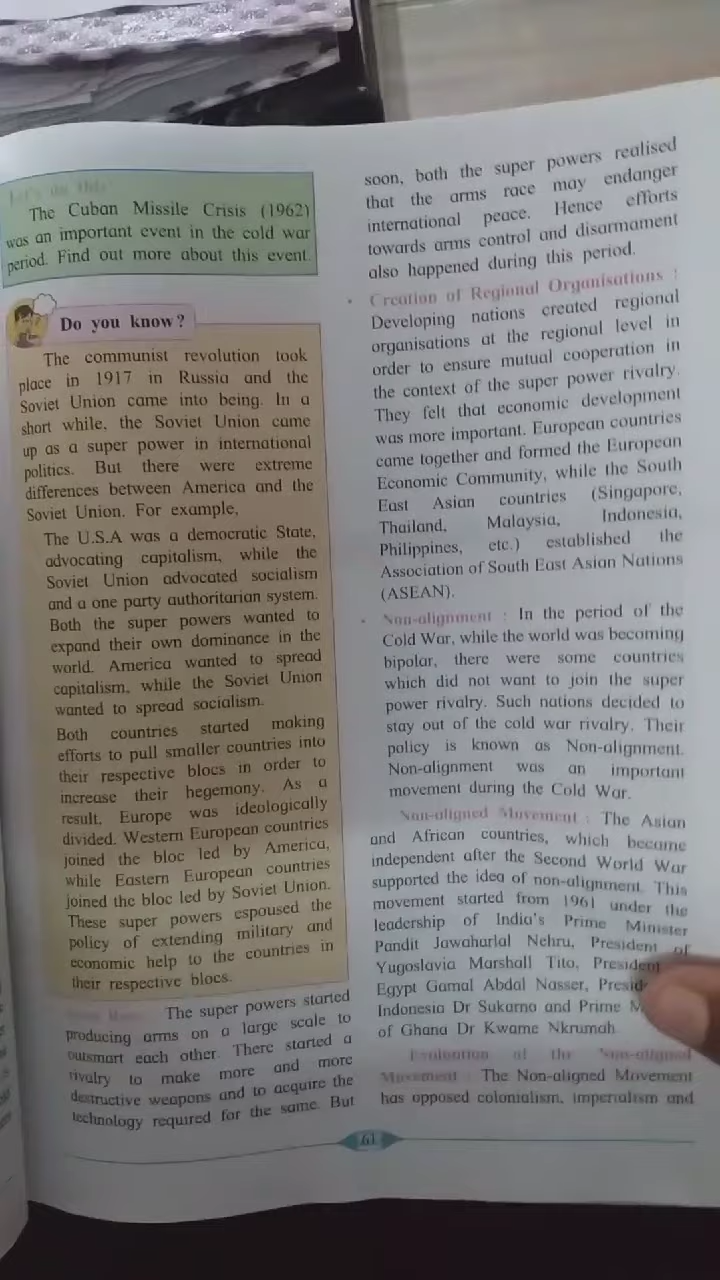 Let's do this
The Cuban Missile Crisis (1962)
was an important event in the cold war
period. Find out more about this event.
Do you know?
The communist revolution took
place in 1917 in Russia and the
Soviet Union came into being. In a
short while, the Soviet Union came
up as a super power in international
politics. But there were extreme
differences between America and the
Soviet Union. For example,
The U.S.A was a democratic State,
advocating capitalism, while the
Soviet Union advocated socialism
and a one party authoritarian system.
Both the super powers wanted to
expand their own dominance in the
world. America wanted to spread
capitalism, while the Soviet Union
wanted to spread socialism.
Both countries started making
efforts to pull smaller countries into
their respective blocs in order to
increase their hegemony. As a
result, Europe was ideologically
divided. Western European countries
joined the bloc led by America,
while Eastern European countries
joined the bloc led by Soviet Union.
These super powers espoused the
policy of extending military and
economic help to the countries in
their respective blocs.
The super powers started
producing arms on a large scale to
outsmart each other. There started a
rivalry to make more and more
destructive weapons and to acquire the
technology required for the same. But
soon, both the super powers realised
that the arms race may endanger
international peace. Hence efforts
towards arms control and disarmament
also happened during this period.
• Creation of Regional Organisations :
Developing nations created regional
organisations at the regional level in
order to ensure mutual cooperation in
the context of the super power rivalry.
They felt that economic development
was more important. European countries
came together and formed the European
Economic Community, while the South
East Asian countries (Singapore,
Thailand, Malaysia, Indonesia,
Philippines, etc.) established the
Association of South East Asian Nations
(ASEAN).
• Non-alignment : In the period of the
Cold War, while the world was becoming
bipolar, there were some countries
which did not want to join the super
power rivalry. Such nations decided to
stay out of the cold war rivalry. Their
policy is known as Non-alignment.
Non-alignment was an important
movement during the Cold War.
Non-aligned Movement : The Asian
and African countries, which became
independent after the Second World War
supported the idea of non-alignment. This
movement started from 1961 under the
leadership of India's Prime Minister
Pandit Jawaharlal Nehru, President of
Yugoslavia Marshall Tito, President
Egypt Gamal Abdal Nasser,
Indonesia Dr Sukarno and Prime
of Ghana Dr Kwame Nkrumah.
Evaluation of the Non-aligned
Movement : The Non-aligned Movement
has opposed colonialism, imperialism and
61